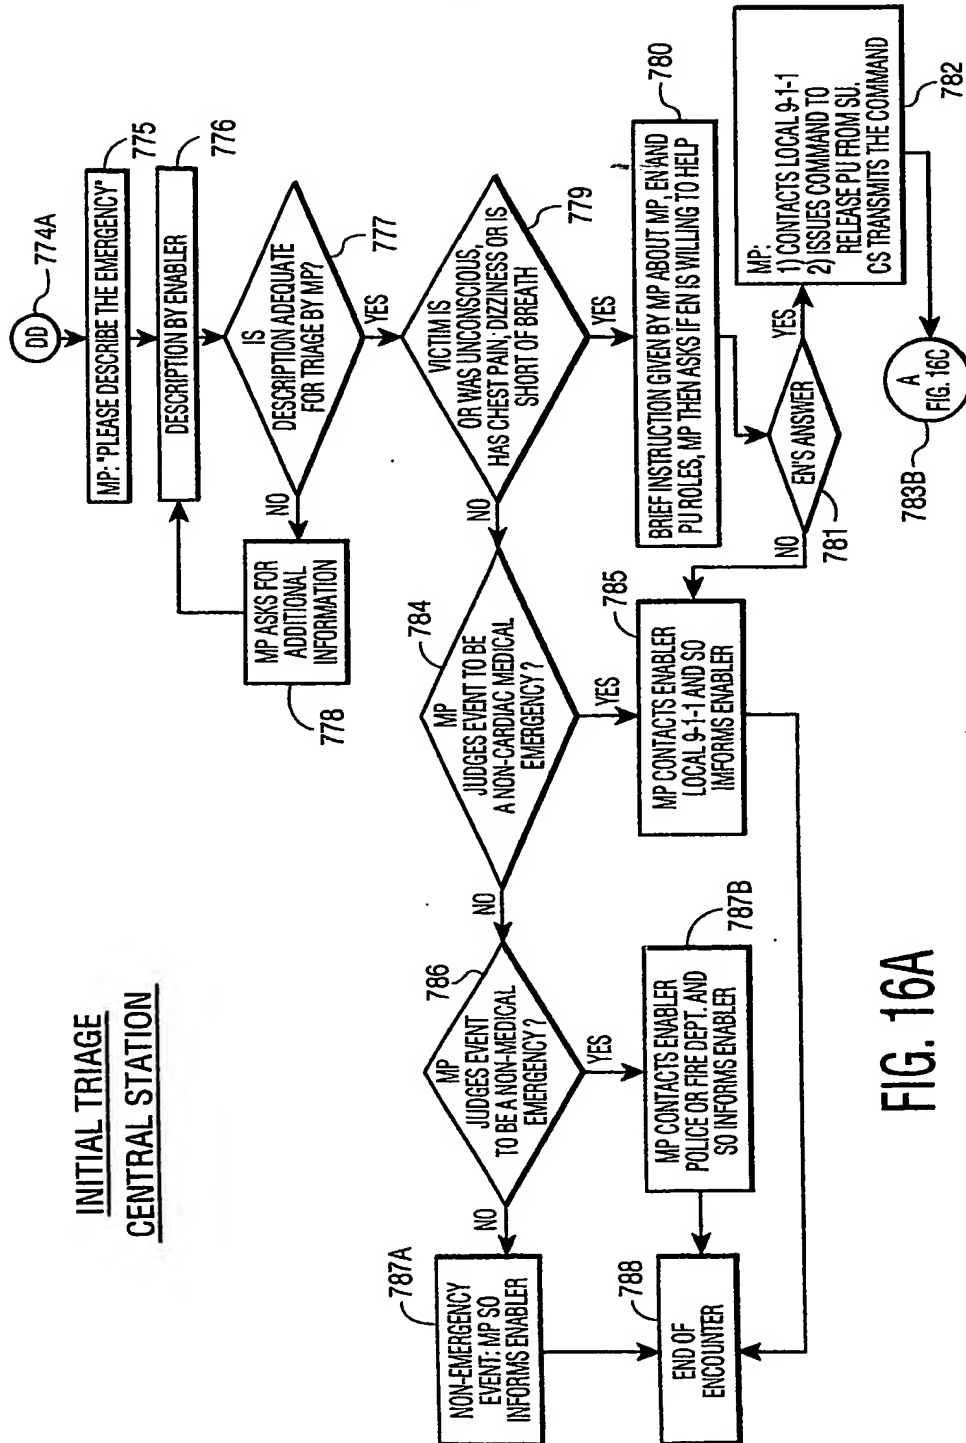 INITIAL TRIAGE
CENTRAL STATION
DD
774A
MP: "PLEASE DESCRIBE THE EMERGENCY"
775
DESCRIPTION BY ENABLER
776
IS
DESCRIPTION ADEQUATE
FOR TRIAGE BY MP?
777
NO
YES
MP ASKS FOR
ADDITIONAL
INFORMATION
778
VICTIM IS
OR WAS UNCONSCIOUS,
HAS CHEST PAIN, DIZZINESS OR IS
SHORT OF BREATH
779
NO
YES
BRIEF INSTRUCTION GIVEN BY MP ABOUT MP, EN AND
PU ROLES, MP THEN ASKS IF EN IS WILLING TO HELP
780
EN'S ANSWER
781
NO
YES
MP:
1) CONTACTS LOCAL 9-1-1
2) ISSUES COMMAND TO
RELEASE PU FROM SU.
CS TRANSMITS THE COMMAND
782
A
FIG. 16C
783B
MP
JUDGES EVENT TO BE
A NON-CARDIAC MEDICAL
EMERGENCY ?
784
NO
YES
MP CONTACTS ENABLER
LOCAL 9-1-1 AND SO
IMFORMS ENABLER
785
MP
JUDGES EVENT
TO BE A NON-MEDICAL
EMERGENCY ?
786
NO
YES
MP CONTACTS ENABLER
POLICE OR FIRE DEPT. AND
SO INFORMS ENABLER
787B
NON-EMERGENCY
EVENT: MP SO
INFORMS ENABLER
787A
END OF
ENCOUNTER
788
FIG. 16A